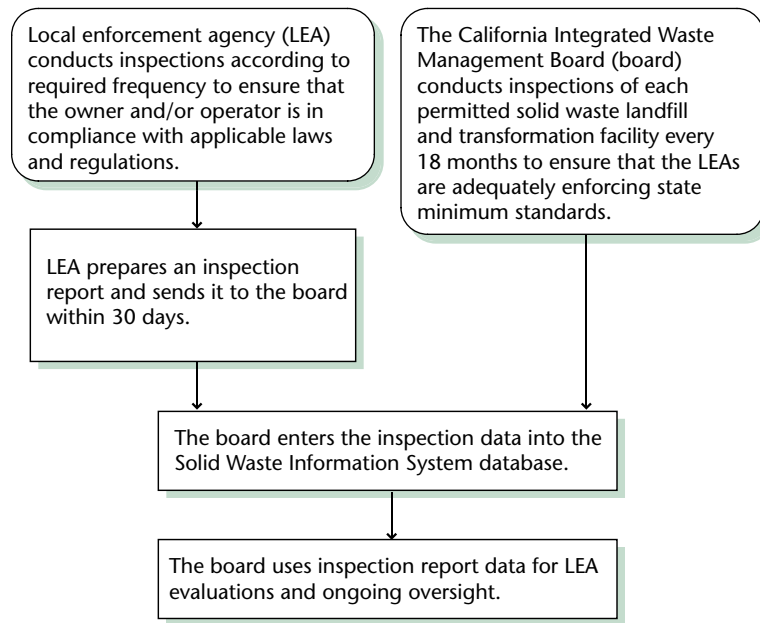 Local enforcement agency (LEA)
conducts inspections according to
required frequency to ensure that
the owner and/or operator is in
compliance with applicable laws
and regulations.
The California Integrated Waste
Management Board (board)
conducts inspections of each
permitted solid waste landfill
and transformation facility every
18 months to ensure that the LEAs
are adequately enforcing state
minimum standards.
LEA prepares an inspection
report and sends it to the board
within 30 days.
The board enters the inspection data into the
Solid Waste Information System database.
The board uses inspection report data for LEA
evaluations and ongoing oversight.